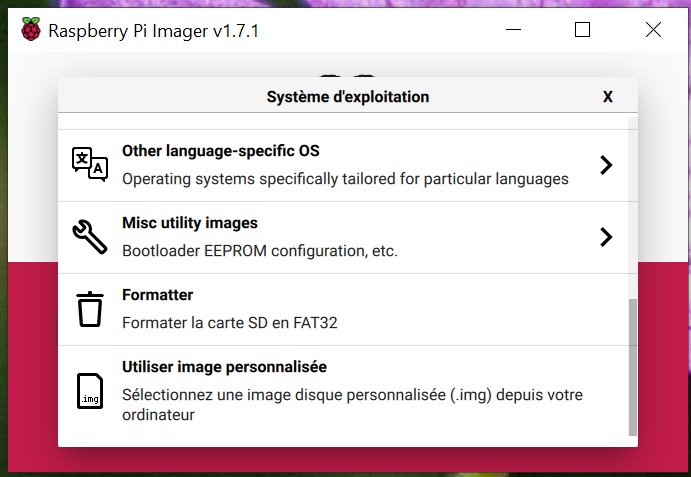 Raspberry Pi Imager v1.7.1
Système d'exploitation
X
Other language-specific OS
Operating systems specifically tailored for particular languages
Misc utility images
Bootloader EEPROM configuration, etc.
Formatter
Formater la carte SD en FAT32
Utiliser image personnalisée
Sélectionnez une image disque personnalisée (.img) depuis votre
ordinateur
.img